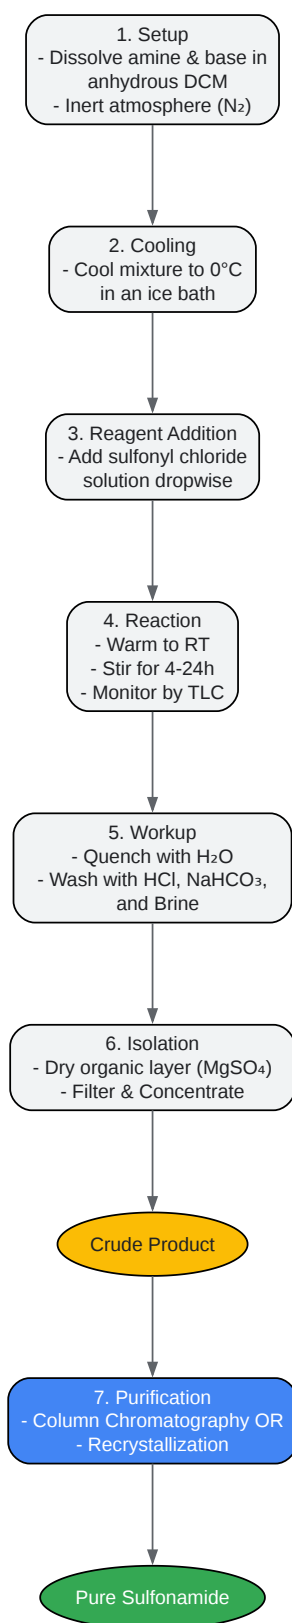 1. Setup
- Dissolve amine & base in
anhydrous DCM
- Inert atmosphere (N₂)
2. Cooling
- Cool mixture to 0°C
in an ice bath
3. Reagent Addition
- Add sulfonyl chloride
solution dropwise
4. Reaction
- Warm to RT
- Stir for 4-24h
- Monitor by TLC
5. Workup
- Quench with H₂O
- Wash with HCl, NaHCO₃,
and Brine
6. Isolation
- Dry organic layer (MgSO₄)
- Filter & Concentrate
Crude Product
7. Purification
- Column Chromatography OR
- Recrystallization
Pure Sulfonamide